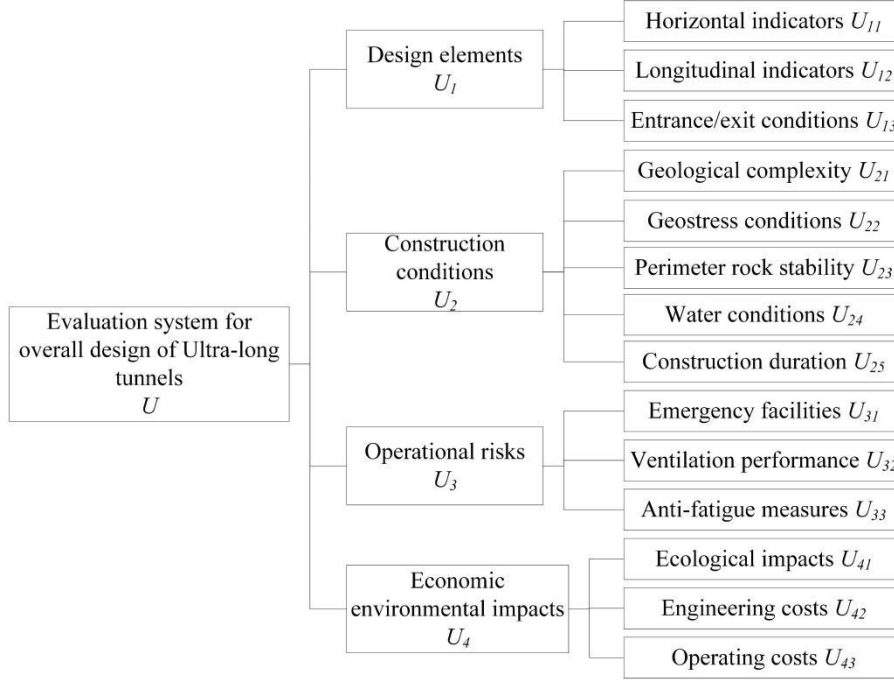 Evaluation system for
overall design of Ultra-long
tunnels
U
Design elements
U1
Horizontal indicators U11
Longitudinal indicators U12
Entrance/exit conditions U13
Construction
conditions
U2
Geological complexity U21
Geostress conditions U22
Perimeter rock stability U23
Water conditions U24
Construction duration U25
Operational risks
U3
Emergency facilities U31
Ventilation performance U32
Anti-fatigue measures U33
Economic
environmental impacts
U4
Ecological impacts U41
Engineering costs U42
Operating costs U43